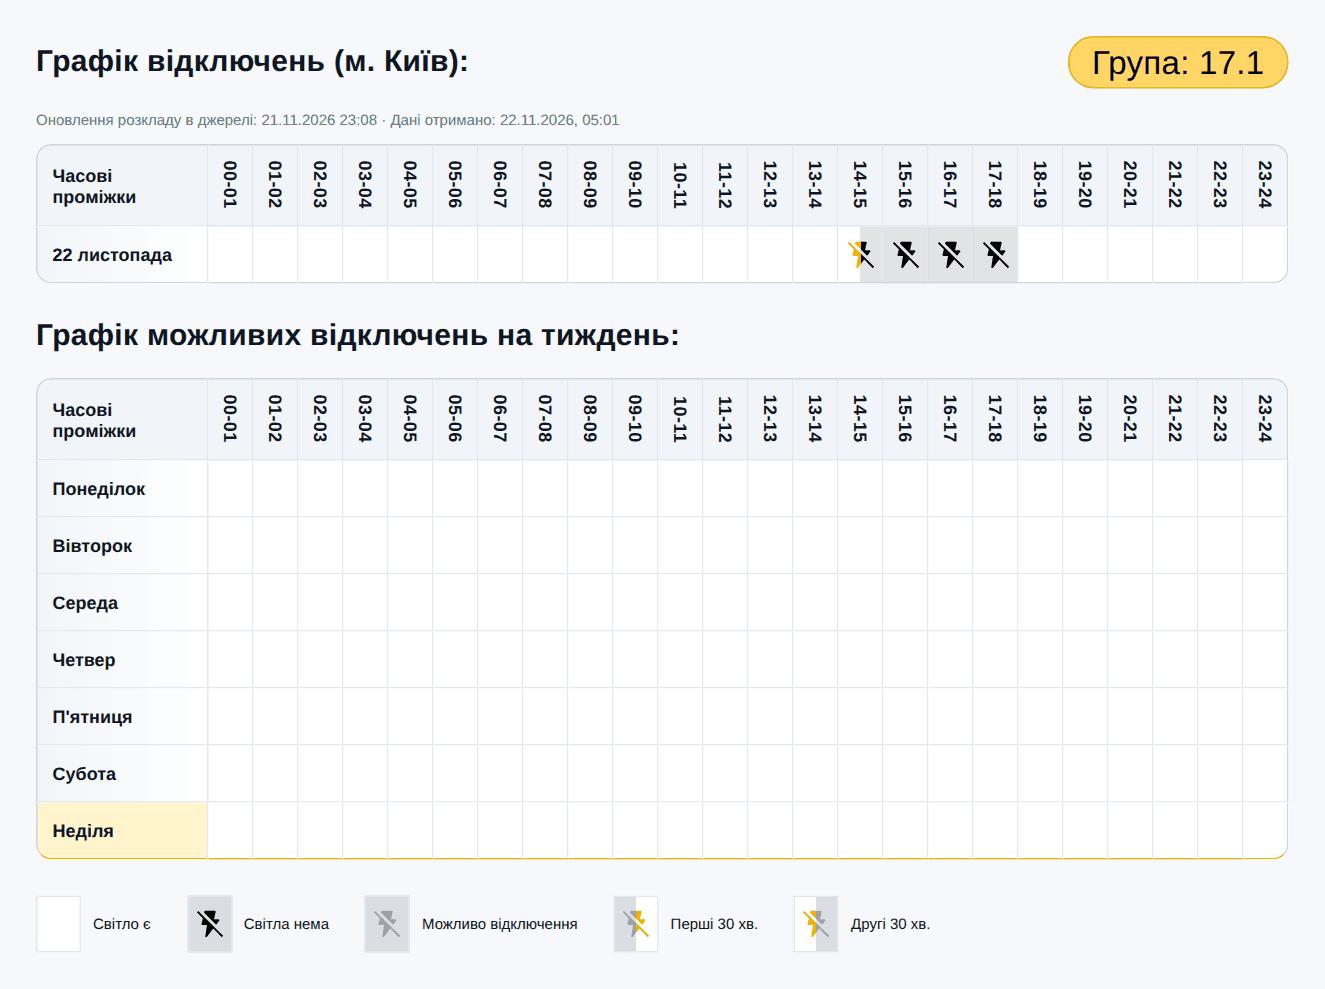 Графік відключень (м. Київ):
Група: 17.1
Оновлення розкладу в джерелі: 21.11.2026 23:08 · Дані отримано: 22.11.2026, 05:01
Часові проміжки 00-01 01-02 02-03 03-04 04-05 05-06 06-07 07-08 08-09 09-10 10-11 11-12 12-13 13-14 14-15 15-16 16-17 17-18 18-19 19-20 20-21 21-22 22-23 23-24
22 листопада
Графік можливих відключень на тиждень:
Часові проміжки 00-01 01-02 02-03 03-04 04-05 05-06 06-07 07-08 08-09 09-10 10-11 11-12 12-13 13-14 14-15 15-16 16-17 17-18 18-19 19-20 20-21 21-22 22-23 23-24
Понеділок
Вівторок
Середа
Четвер
П'ятниця
Субота
Неділя
Світло є Світла нема Можливо відключення Перші 30 хв. Другі 30 хв.